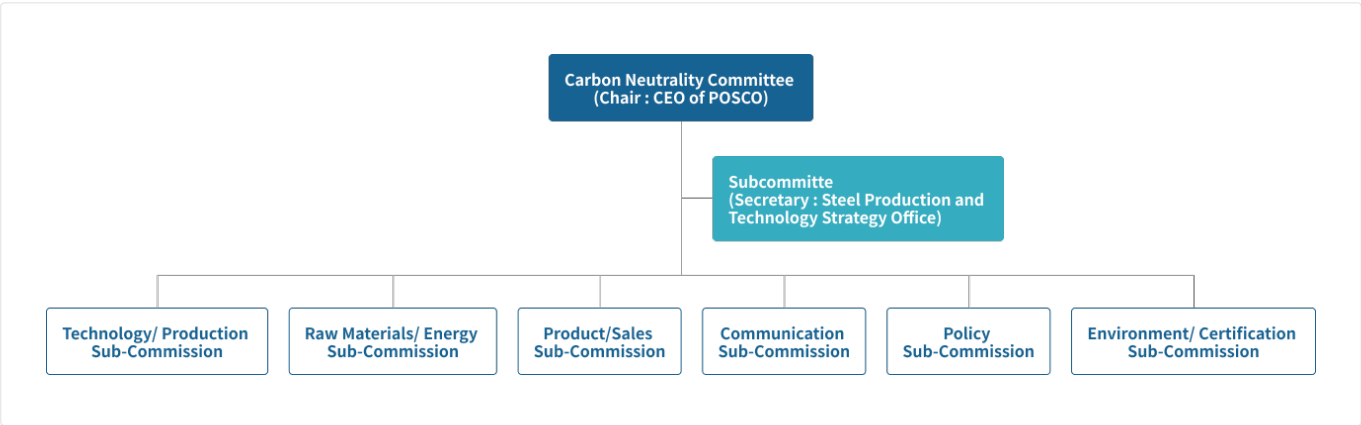 Carbon Neutrality Committee
(Chair : CEO of POSCO)
Subcommitte
(Secretary : Steel Production and
Technology Strategy Office)
Technology/ Production
Sub-Commission
Raw Materials/ Energy
Sub-Commission
Product/Sales
Sub-Commission
Communication
Sub-Commission
Policy
Sub-Commission
Environment/ Certification
Sub-Commission